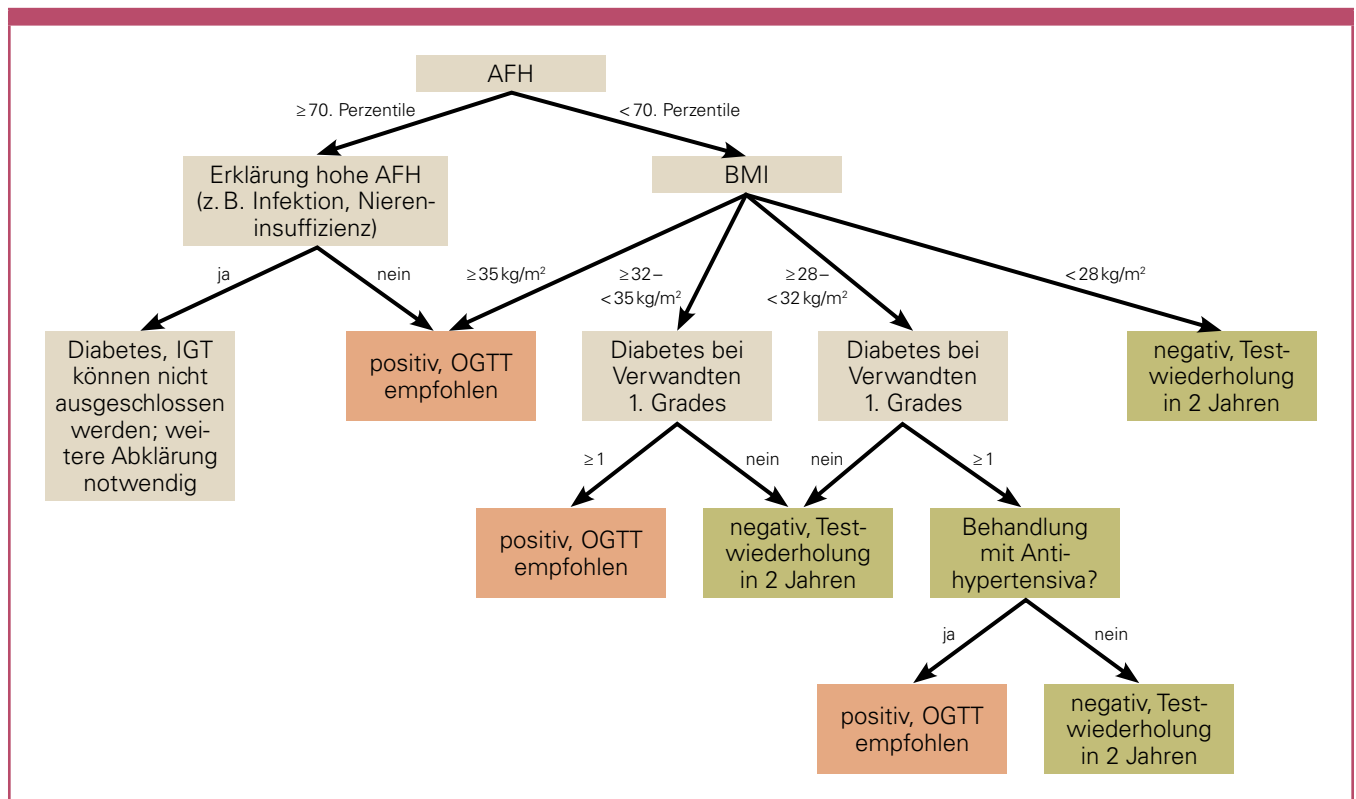 AFH
≥ 70. Perzentile
< 70. Perzentile
Erklärung hohe AFH
(z. B. Infektion, Nieren-
insuffizienz)
BMI
ja
nein
≥ 35 kg/m²
≥ 32 –
< 35 kg/m²
≥ 28 –
< 32 kg/m²
< 28 kg/m²
Diabetes, IGT
können nicht
ausgeschlossen
werden; wei-
tere Abklärung
notwendig
positiv, OGTT
empfohlen
Diabetes bei
Verwandten
1. Grades
Diabetes bei
Verwandten
1. Grades
negativ, Test-
wiederholung
in 2 Jahren
≥ 1
nein
nein
≥ 1
positiv, OGTT
empfohlen
negativ, Test-
wiederholung
in 2 Jahren
Behandlung
mit Anti-
hypertensiva?
ja
nein
positiv, OGTT
empfohlen
negativ, Test-
wiederholung
in 2 Jahren